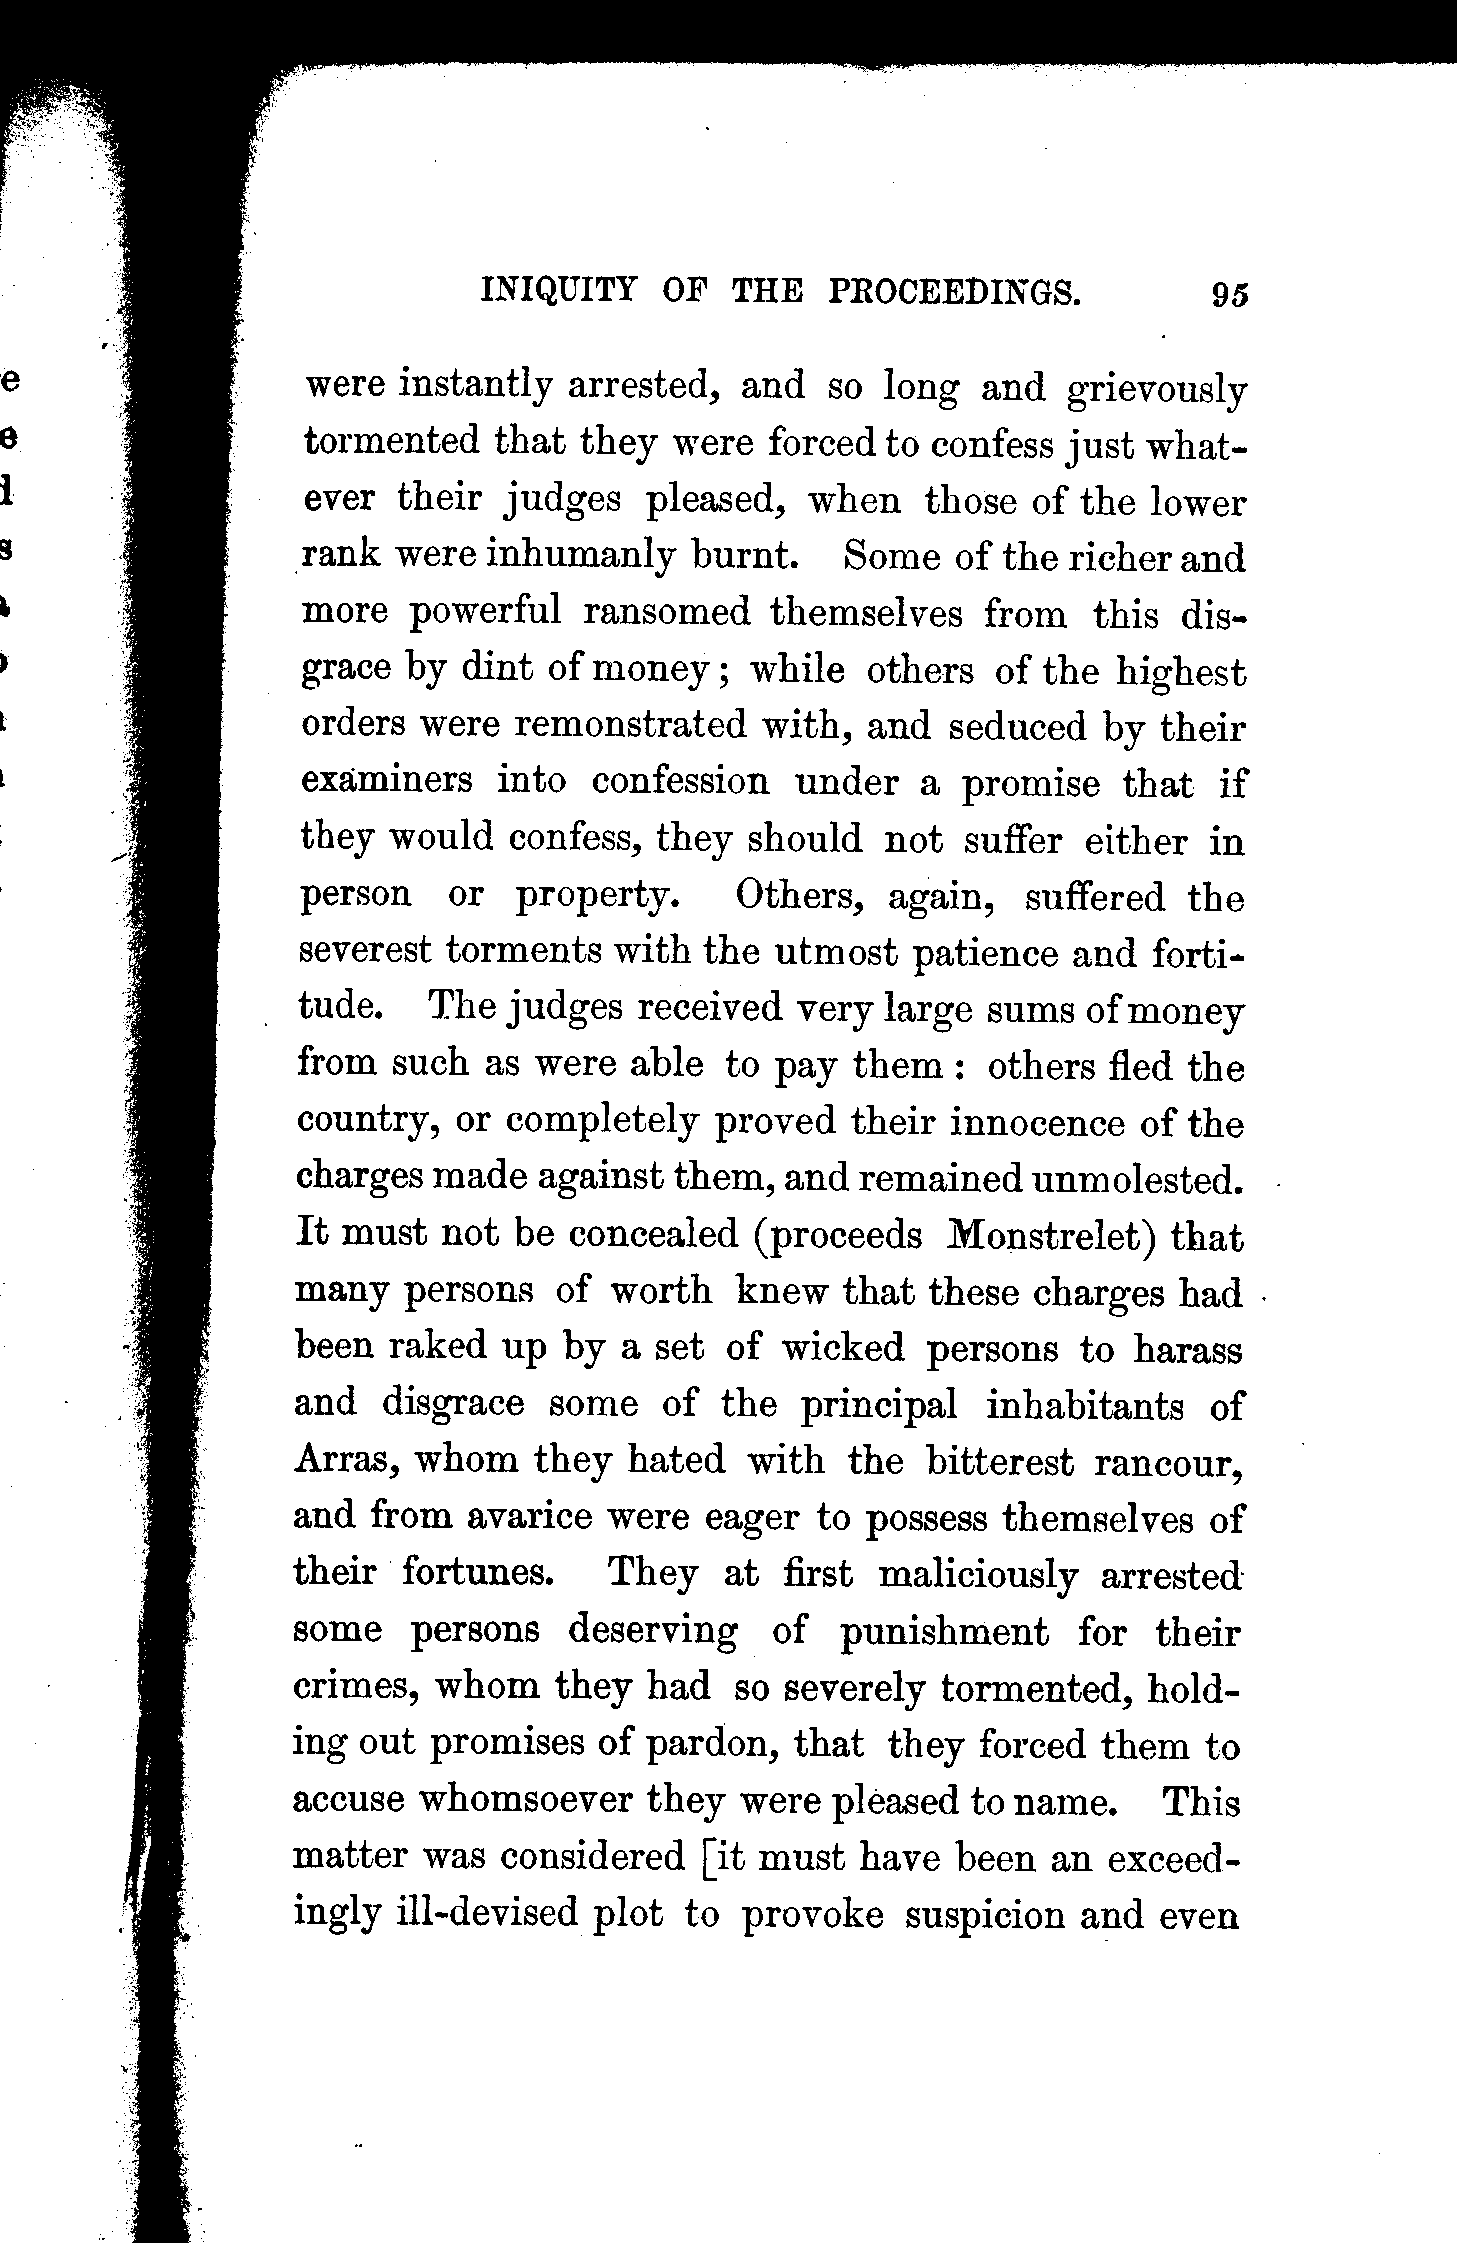 INIQUITY OF THE PROCEEDINGS. 95
were instantly arrested, and so long and grievously
tormented that they were forced to confess just what-
ever their judges pleased, when those of the lower
rank were inhumanly burnt. Some of the richer and
more powerful ransomed themselves from this dis-
grace by dint of money; while others of the highest
orders were remonstrated with, and seduced by their
examiners into confession under a promise that if
they would confess, they should not suffer either in
person or property. Others, again, suffered the
severest torments with the utmost patience and forti-
tude. The judges received very large sums of money
from such as were able to pay them : others fled the
country, or completely proved their innocence of the
charges made against them, and remained unmolested.
It must not be concealed (proceeds Monstrelet) that
many persons of worth knew that these charges had
been raked up by a set of wicked persons to harass
and disgrace some of the principal inhabitants of
Arras, whom they hated with the bitterest rancour,
and from avarice were eager to possess themselves of
their fortunes. They at first maliciously arrested
some persons deserving of punishment for their
crimes, whom they had so severely tormented, hold-
ing out promises of pardon, that they forced them to
accuse whomsoever they were pleased to name. This
matter was considered [it must have been an exceed-
ingly ill-devised plot to provoke suspicion and even